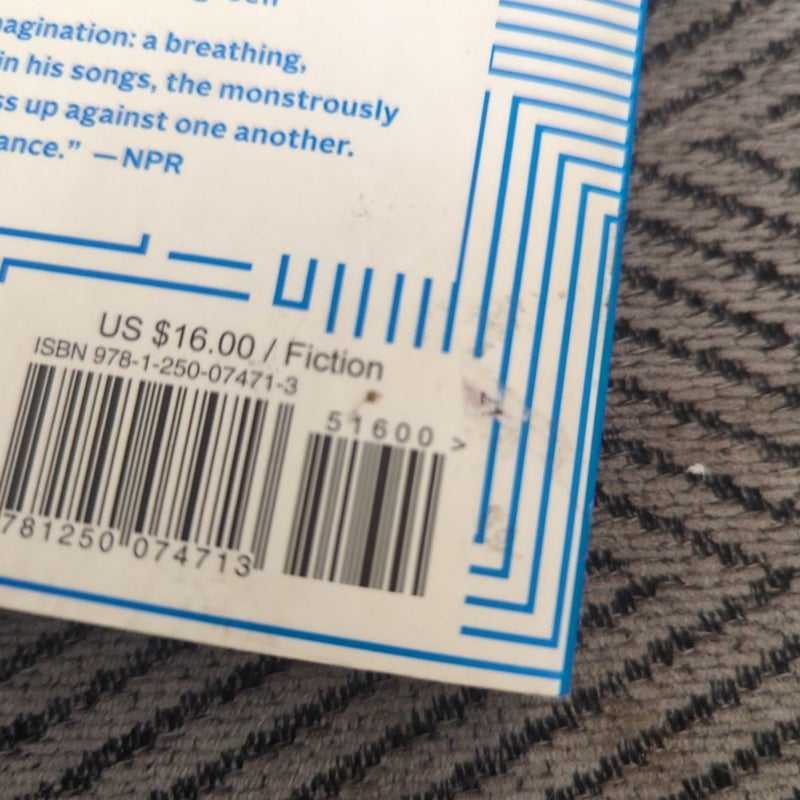 magination: a breathing,
in his songs, the monstrously
ss up against one another.
ance.” —NPR
US $16.00 / Fiction
ISBN 978-1-250-07471-3
51600 >
781250 074713